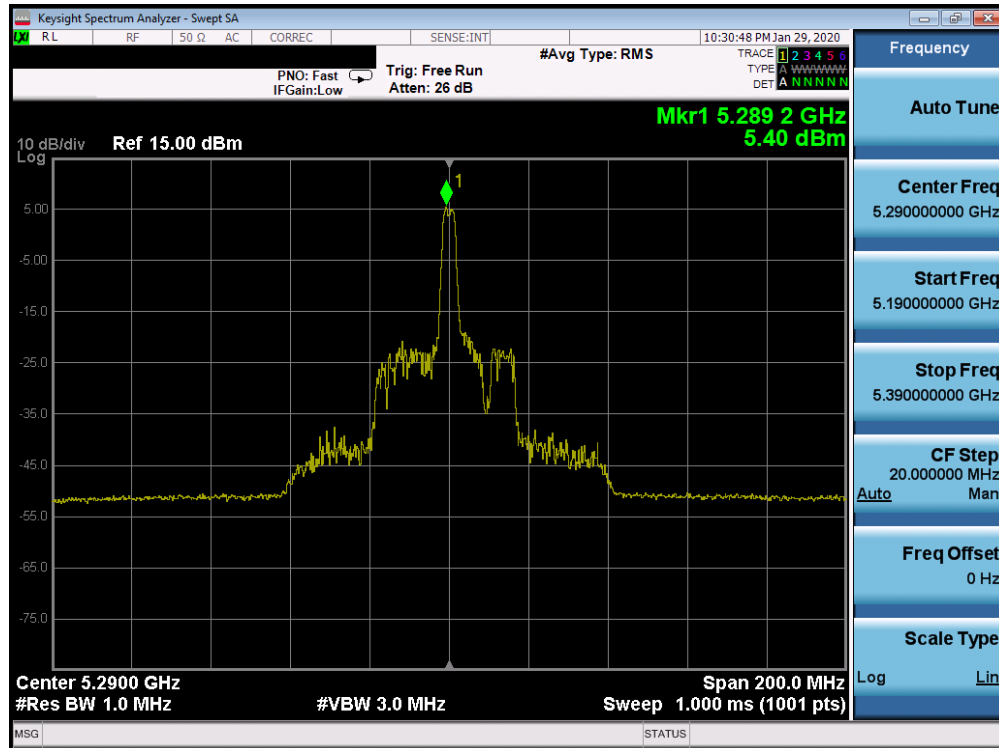 Keysight Spectrum Analyzer - Swept SA
LXI RL RF 50 Ω AC CORREC SENSE:INT 10:30:48 PM Jan 29, 2020
PNO: Fast
IFGain:Low
Trig: Free Run
Atten: 26 dB
#Avg Type: RMS
TRACE 1 2 3 4 5 6
TYPE A WWWWW
DET A N N N N N
Mkr1 5.289 2 GHz
5.40 dBm
10 dB/div Ref 15.00 dBm
Log
1
5.00
-5.00
-15.0
-25.0
-35.0
-45.0
-55.0
-65.0
-75.0
Center 5.2900 GHz Span 200.0 MHz
#Res BW 1.0 MHz #VBW 3.0 MHz Sweep 1.000 ms (1001 pts)
MSG STATUS
Frequency
Auto Tune
Center Freq
5.290000000 GHz
Start Freq
5.190000000 GHz
Stop Freq
5.390000000 GHz
CF Step
20.000000 MHz
Auto Man
Freq Offset
0 Hz
Scale Type
Log Lin